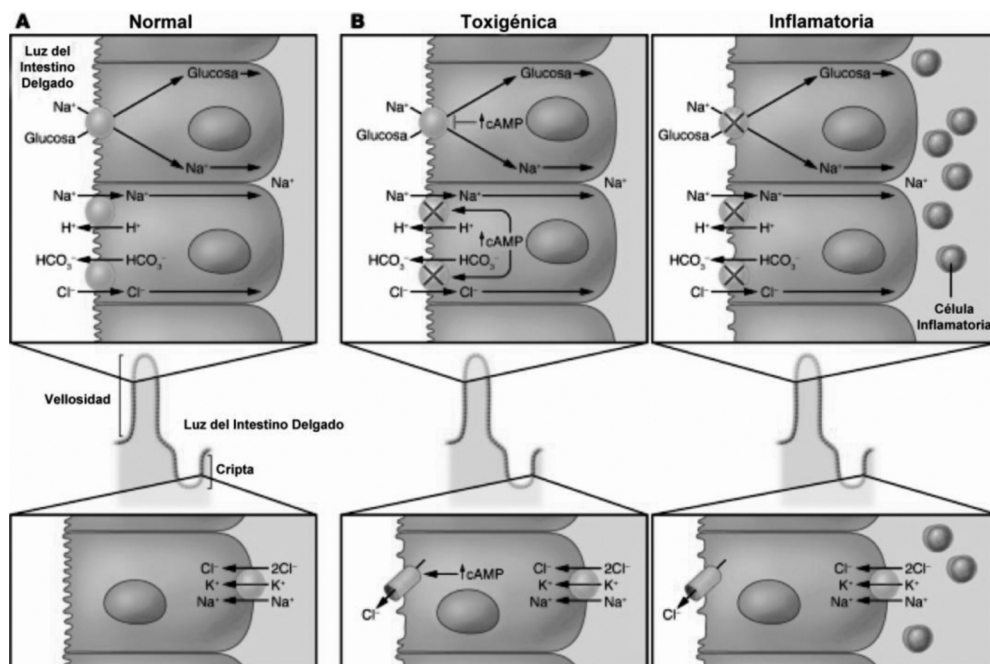 A Normal
B Toxigénica
Inflamatoria
Luz del
Intestino
Delgado
Glucosa
Na⁺
Glucosa
Na⁺
Na⁺
Na⁺ Na⁺
H⁺ H⁺
HCO₃⁻ HCO₃⁻
Cl⁻ Cl⁻
Glucosa
Na⁺
↑cAMP
Glucosa
Na⁺
Na⁺
Na⁺ Na⁺
H⁺ H⁺
↑cAMP
HCO₃⁻ HCO₃⁻
Cl⁻ Cl⁻
Glucosa
Na⁺
Glucosa
Na⁺
Na⁺
Na⁺ Na⁺
H⁺ H⁺
HCO₃⁻ HCO₃⁻
Cl⁻ Cl⁻
Célula
Inflamatoria
Vellosidad
Luz del Intestino Delgado
Cripta
Cl⁻ 2Cl⁻
K⁺ K⁺
Na⁺ Na⁺
↑cAMP
Cl⁻
Cl⁻ 2Cl⁻
K⁺ K⁺
Na⁺ Na⁺
Cl⁻
Cl⁻ 2Cl⁻
K⁺ K⁺
Na⁺ Na⁺